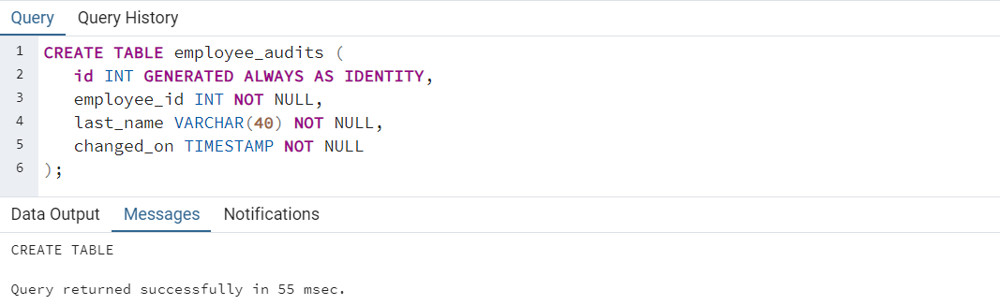 Query Query History
1 CREATE TABLE employee_audits (
2 id INT GENERATED ALWAYS AS IDENTITY,
3 employee_id INT NOT NULL,
4 last_name VARCHAR(40) NOT NULL,
5 changed_on TIMESTAMP NOT NULL
6 );
Data Output Messages Notifications
CREATE TABLE
Query returned successfully in 55 msec.